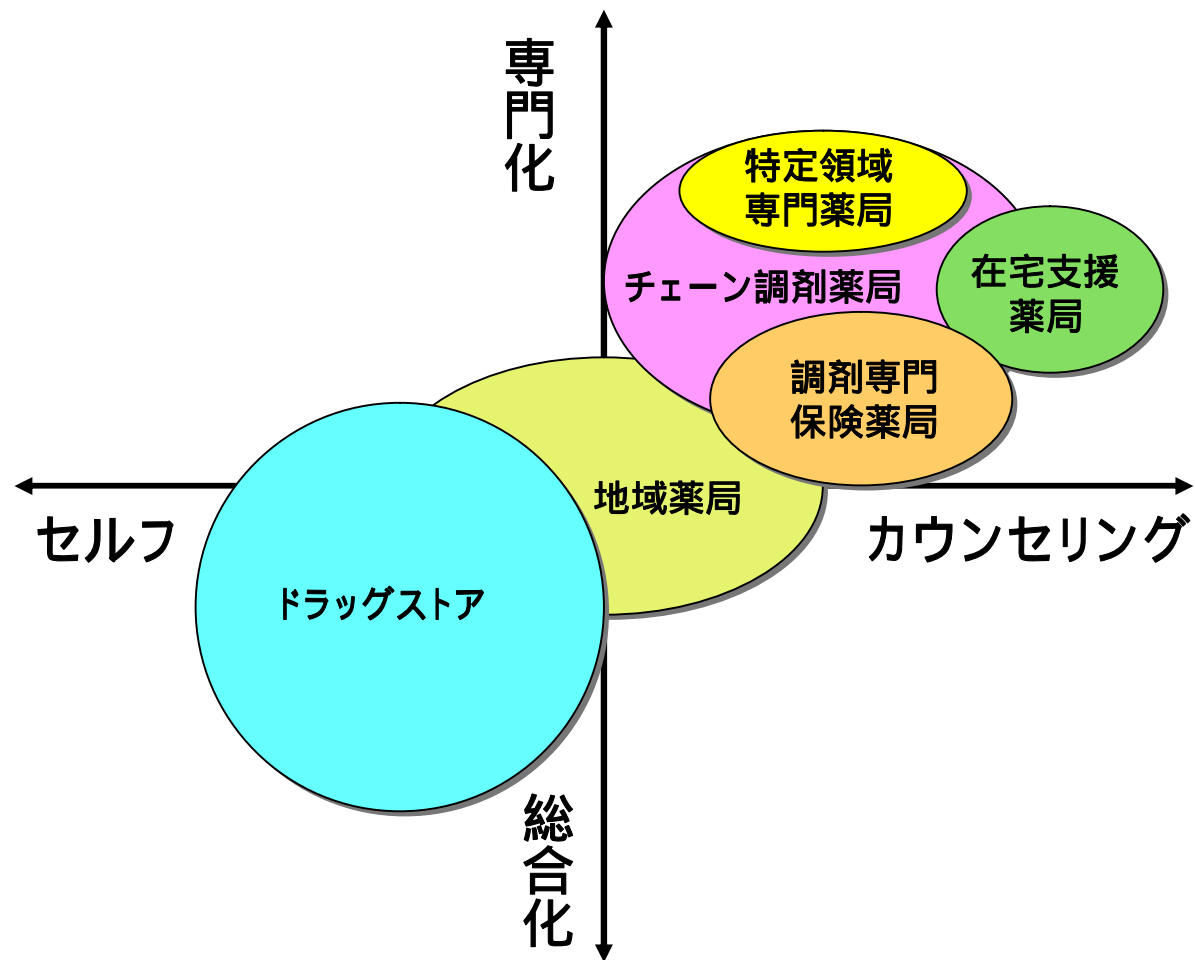 専門化
特定領域
専門薬局
チェーン調剤薬局
在宅支援
薬局
調剤専門
保険薬局
地域薬局
セルフ
カウンセリング
ドラッグストア
総合化